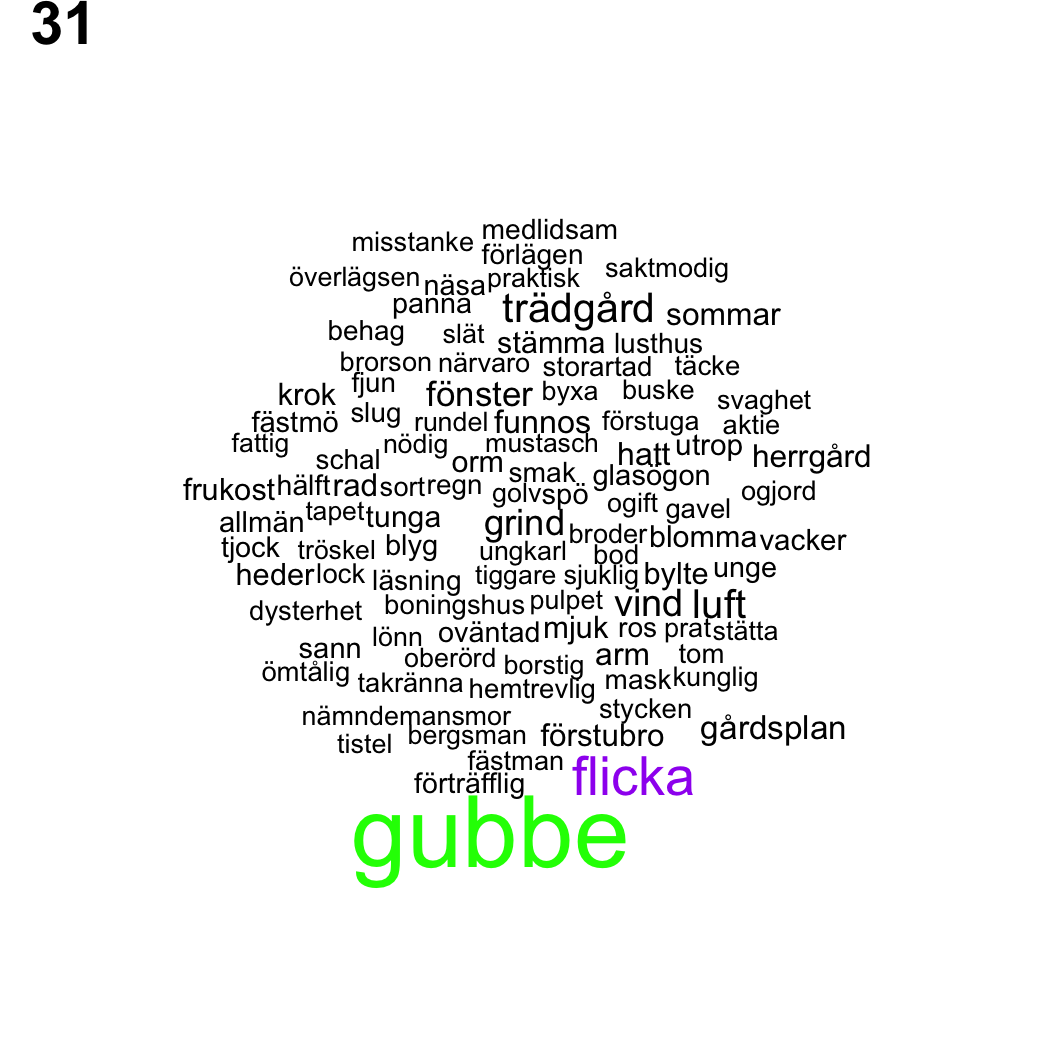 31
medlidsam
misstanke
förlägen
saktmodig
överlägsen näsa praktisk
panna trädgård sommar
behag slät stämma lusthus
brorson närvaro storartad täcke
krok fjun fönster byxa buske svaghet
fästmö slug rundel funnos förstuga aktie
fattig nödig mustasch hatt utrop herrgård
schal orm smak glasögon
frukost hälft rad sort regn golv spö ogift gavel ogjord
allmän tapet tunga grind broder blomma vacker
tjock tröskel blyg ungkarl bod
heder lock läsning tiggare sjuklig bylte unge
dysterhet boningshus pulpet vind luft
sann lönn oväntad mjuk ros prat stätta
ömtålig oberörd borstig arm tom
takränna hemtrevlig mask kunglig
nämndemansmor stycken
tistel bergsman förstubro gårdsplan
fästman
förträfflig flicka
gubbe